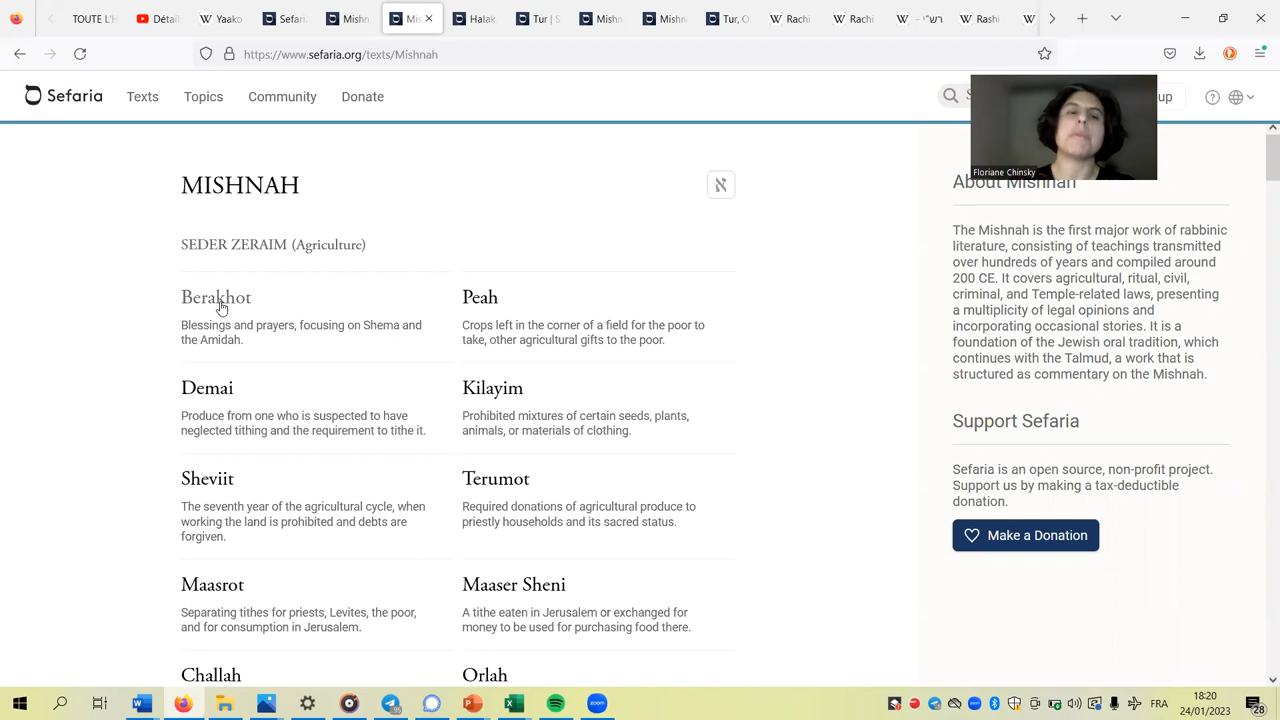 TOUTE L'H
Détail
Yaako
Sefari
Mishn
Mis
Halak
Tur | S
Mishn
Mishn
Tur, O
Rachi
Rachi
רש"י –
Rashi
https://www.sefaria.org/texts/Mishnah
Sefaria
Texts
Topics
Community
Donate
S
up
Floriane Chinsky
MISHNAH
א
SEDER ZERAIM (Agriculture)
Berakhot
Blessings and prayers, focusing on Shema and
the Amidah.
Peah
Crops left in the corner of a field for the poor to
take, other agricultural gifts to the poor.
Demai
Produce from one who is suspected to have
neglected tithing and the requirement to tithe it.
Kilayim
Prohibited mixtures of certain seeds, plants,
animals, or materials of clothing.
Sheviit
The seventh year of the agricultural cycle, when
working the land is prohibited and debts are
forgiven.
Terumot
Required donations of agricultural produce to
priestly households and its sacred status.
Maasrot
Separating tithes for priests, Levites, the poor,
and for consumption in Jerusalem.
Maaser Sheni
A tithe eaten in Jerusalem or exchanged for
money to be used for purchasing food there.
Challah
Orlah
About Mishnah
The Mishnah is the first major work of rabbinic
literature, consisting of teachings transmitted
over hundreds of years and compiled around
200 CE. It covers agricultural, ritual, civil,
criminal, and Temple-related laws, presenting
a multiplicity of legal opinions and
incorporating occasional stories. It is a
foundation of the Jewish oral tradition, which
continues with the Talmud, a work that is
structured as commentary on the Mishnah.
Support Sefaria
Sefaria is an open source, non-profit project.
Support us by making a tax-deductible
donation.
Make a Donation
95
zoom
zoom
FRA
18:20
24/01/2023
28